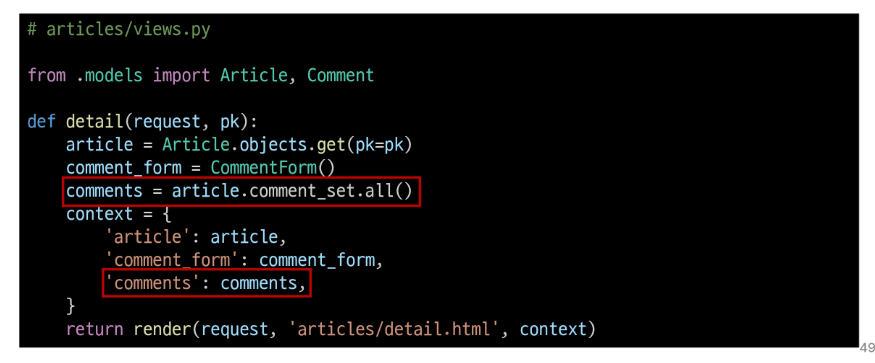 # articles/views.py
from .models import Article, Comment
def detail(request, pk):
    article = Article.objects.get(pk=pk)
    comment_form = CommentForm()
    comments = article.comment_set.all()
    context = {
        'article': article,
        'comment_form': comment_form,
        'comments': comments,
    }
    return render(request, 'articles/detail.html', context)
49